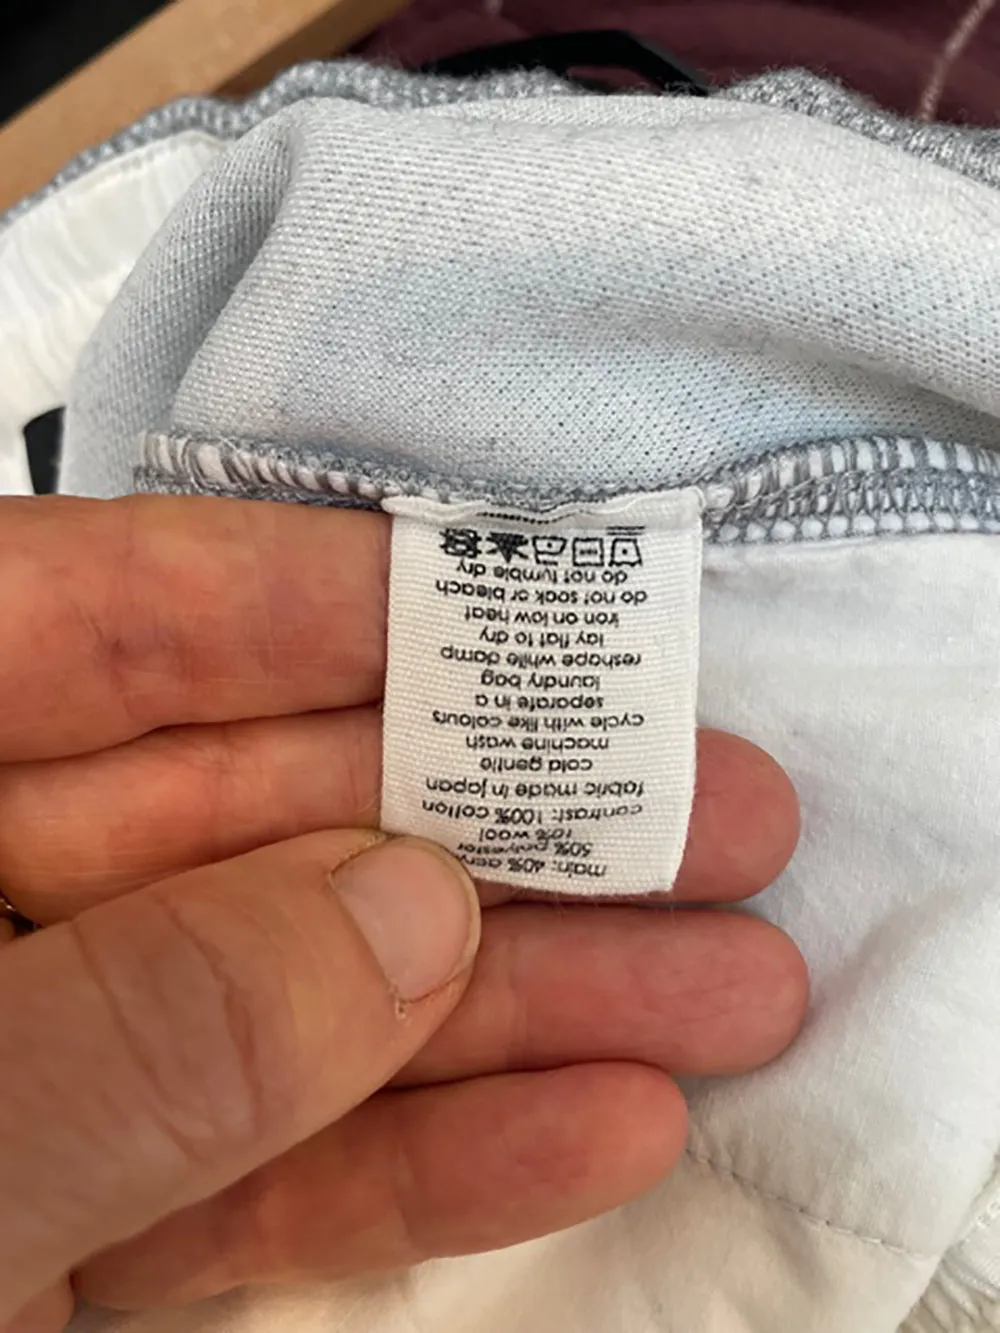 main: 40% acry
50% polyester
10% wool
contrast: 100% cotton
fabric made in japan
cold gentle
machine wash
cycle with like colours
separate in a
laundry bag
reshape while damp
lay flat to dry
iron on low heat
do not soak or bleach
do not tumble dry